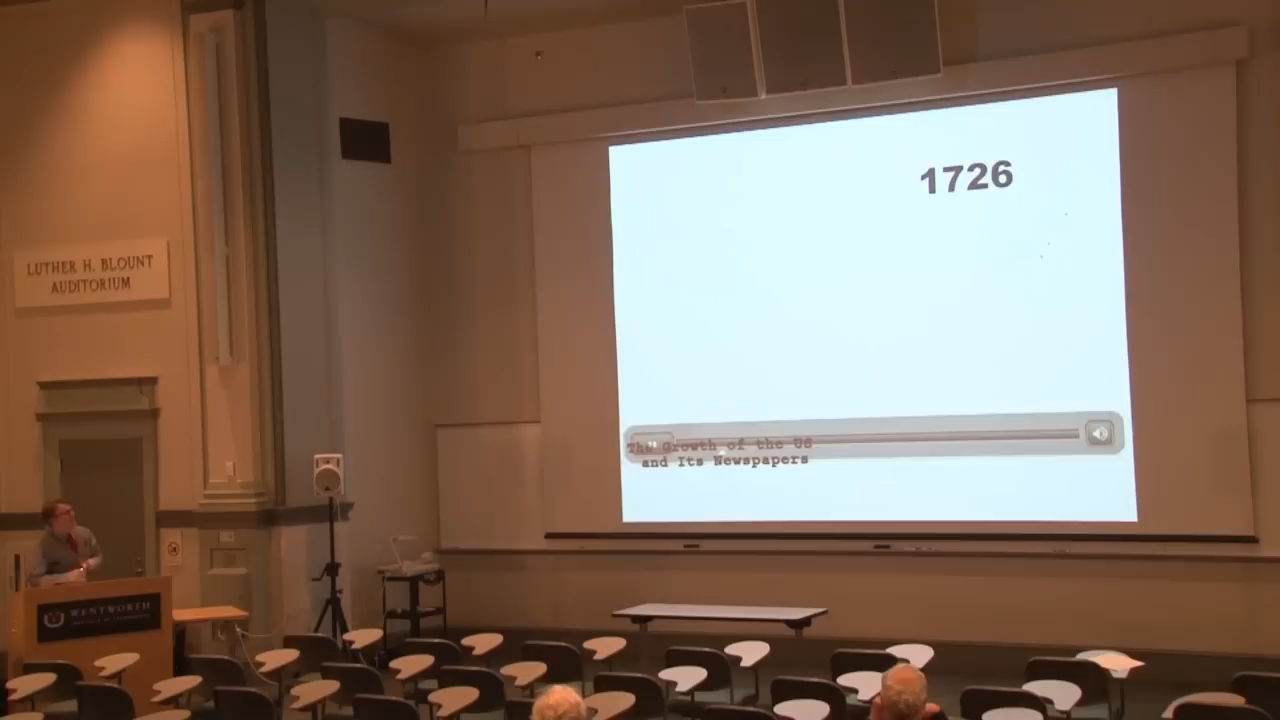 1726
LUTHER H. BLOUNT
AUDITORIUM
The Growth of the US
and Its Newspapers
WENTWORTH